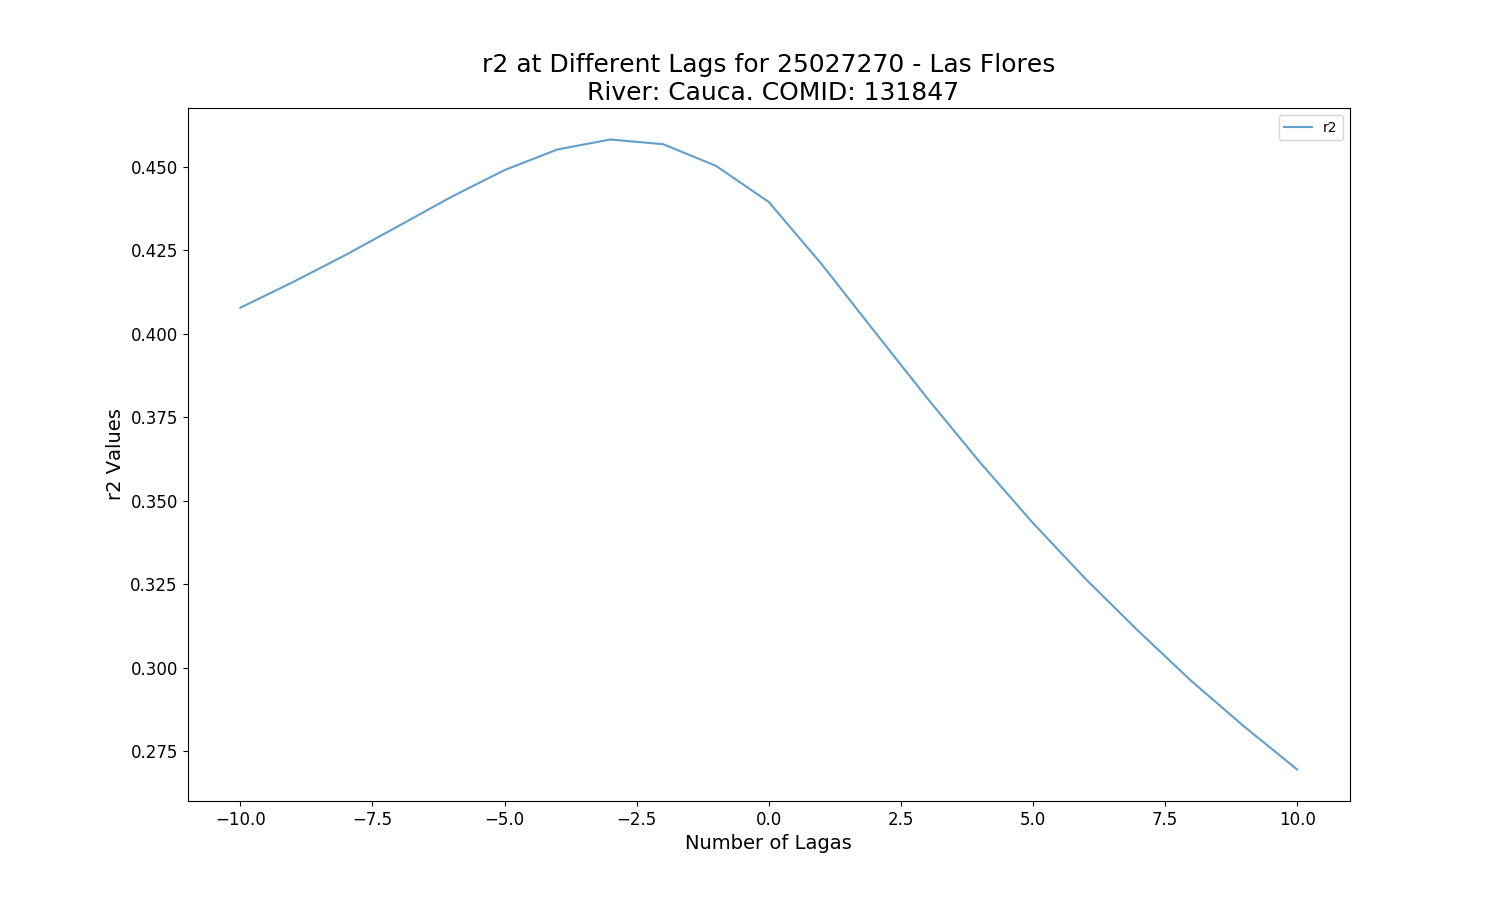 r2 at Different Lags for 25027270 - Las Flores
River: Cauca. COMID: 131847
r2
0.450
0.425
0.400
0.375
0.350
0.325
0.300
0.275
r2 Values
−10.0 −7.5 −5.0 −2.5 0.0 2.5 5.0 7.5 10.0
Number of Lagas